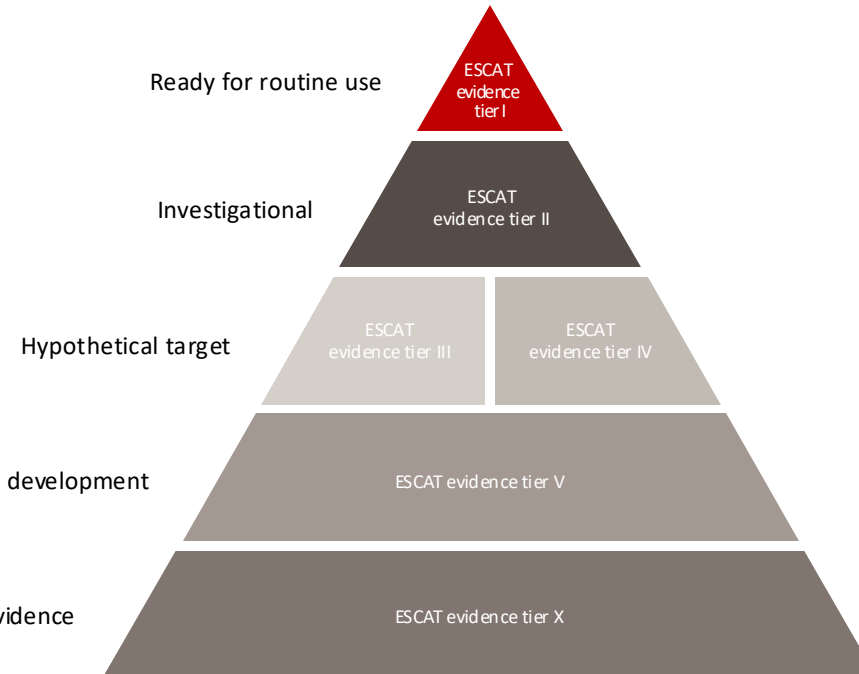 Ready for routine use
ESCAT
evidence
tier I
Investigational
ESCAT
evidence tier II
Hypothetical target
ESCAT
evidence tier III
ESCAT
evidence tier IV
development
ESCAT evidence tier V
vidence
ESCAT evidence tier X